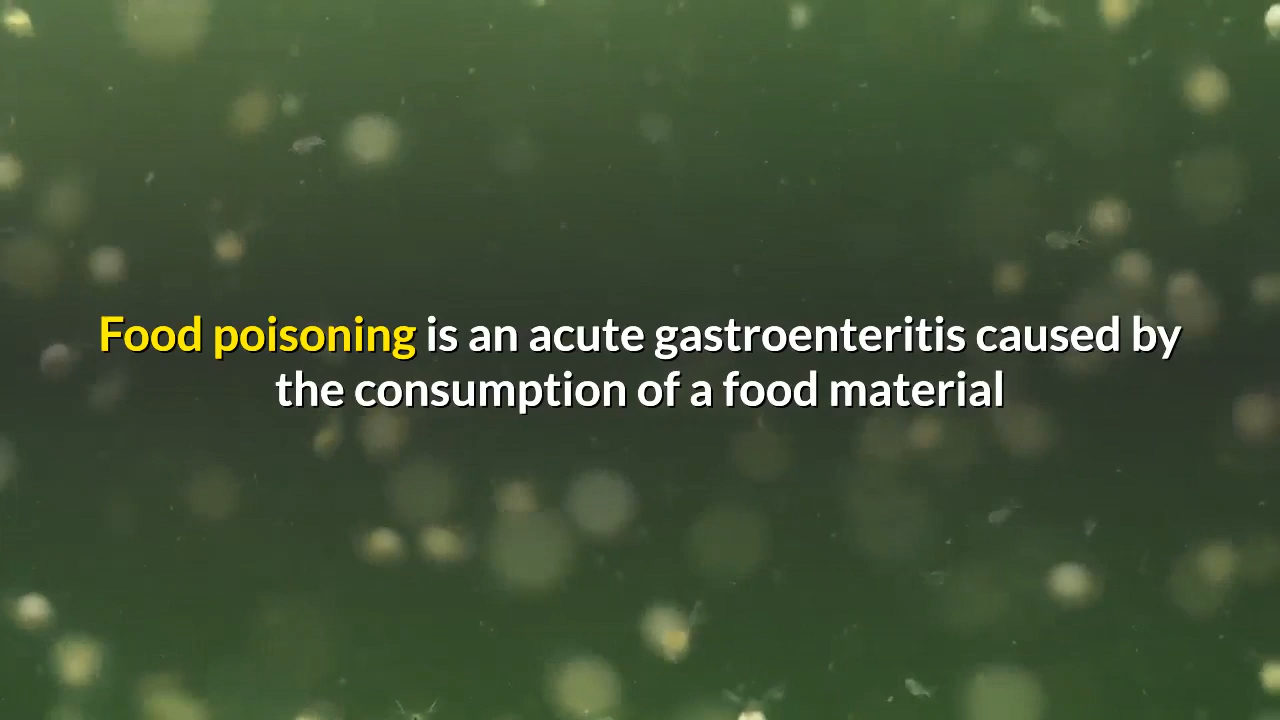 Food poisoning is an acute gastroenteritis caused by
the consumption of a food material